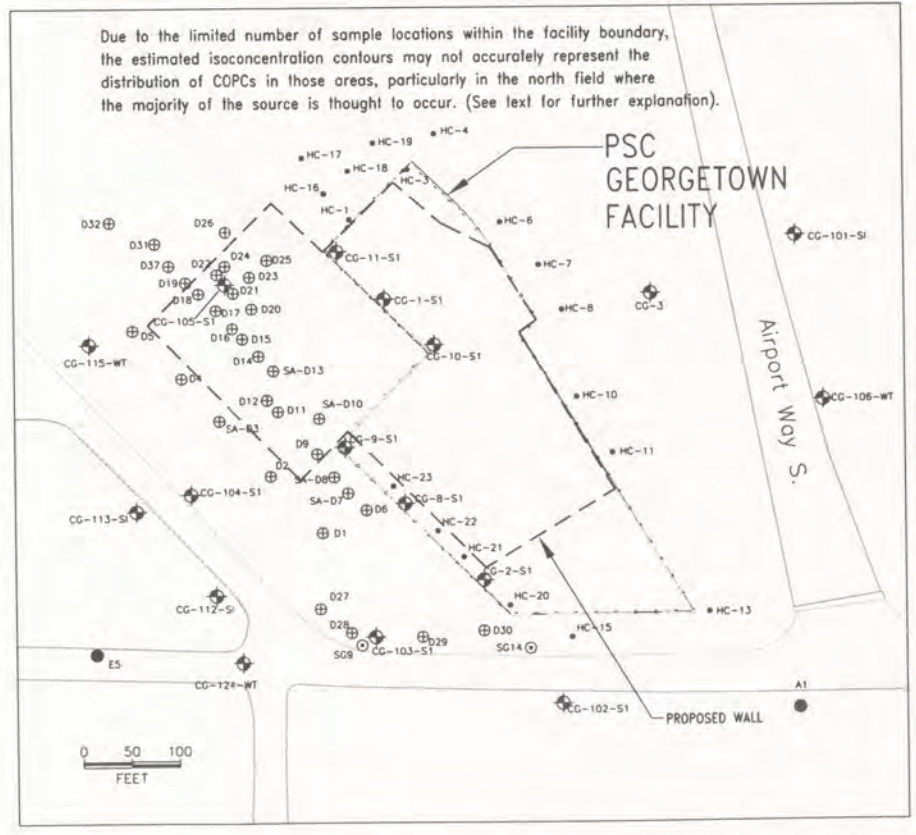 Due to the limited number of sample locations within the facility boundary,
the estimated isoconcentration contours may not accurately represent the
distribution of COPCs in those areas, particularly in the north field where
the majority of the source is thought to occur. (See text for further explanation).
HC-4
HC-19
HC-17
HC-18
HC-3
HC-16
HC-1
PSC
GEORGETOWN
FACILITY
HC-6
HC-7
HC-8
D32
D26
D31
D37
D22
D24
D25
D23
D19
D18
D21
D17
D20
CG-105-S1
D16
D15
D5
D14
SA-D13
CG-11-S1
CG-1-S1
CG-10-S1
CG-101-SI
CG-3
Airport Way S.
CG-106-WT
CG-115-WT
D4
D12
D11
SA-D10
SA-D3
HC-10
HC-11
D9
CG-9-S1
D2
SA-D8
HC-23
SA-D7
CG-8-S1
CG-104-S1
D6
CG-113-SI
D1
HC-22
HC-21
CG-2-S1
CG-112-SI
D27
HC-20
HC-13
D28
D30
HC-15
D29
SG9
CG-103-S1
SG14
E5
CG-124-WT
A1
CG-102-S1
PROPOSED WALL
0 50 100
FEET